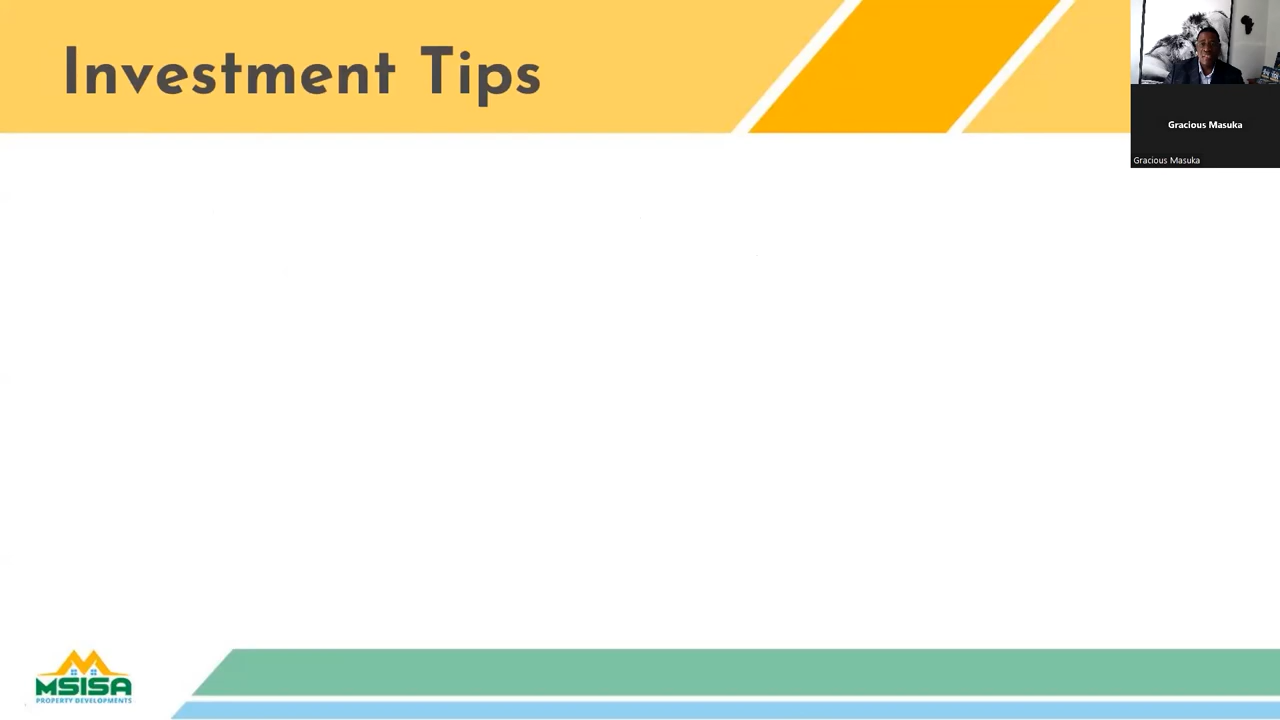 Investment Tips
Gracious Masuka
Gracious Masuka
MSISA
PROPERTY DEVELOPMENTS